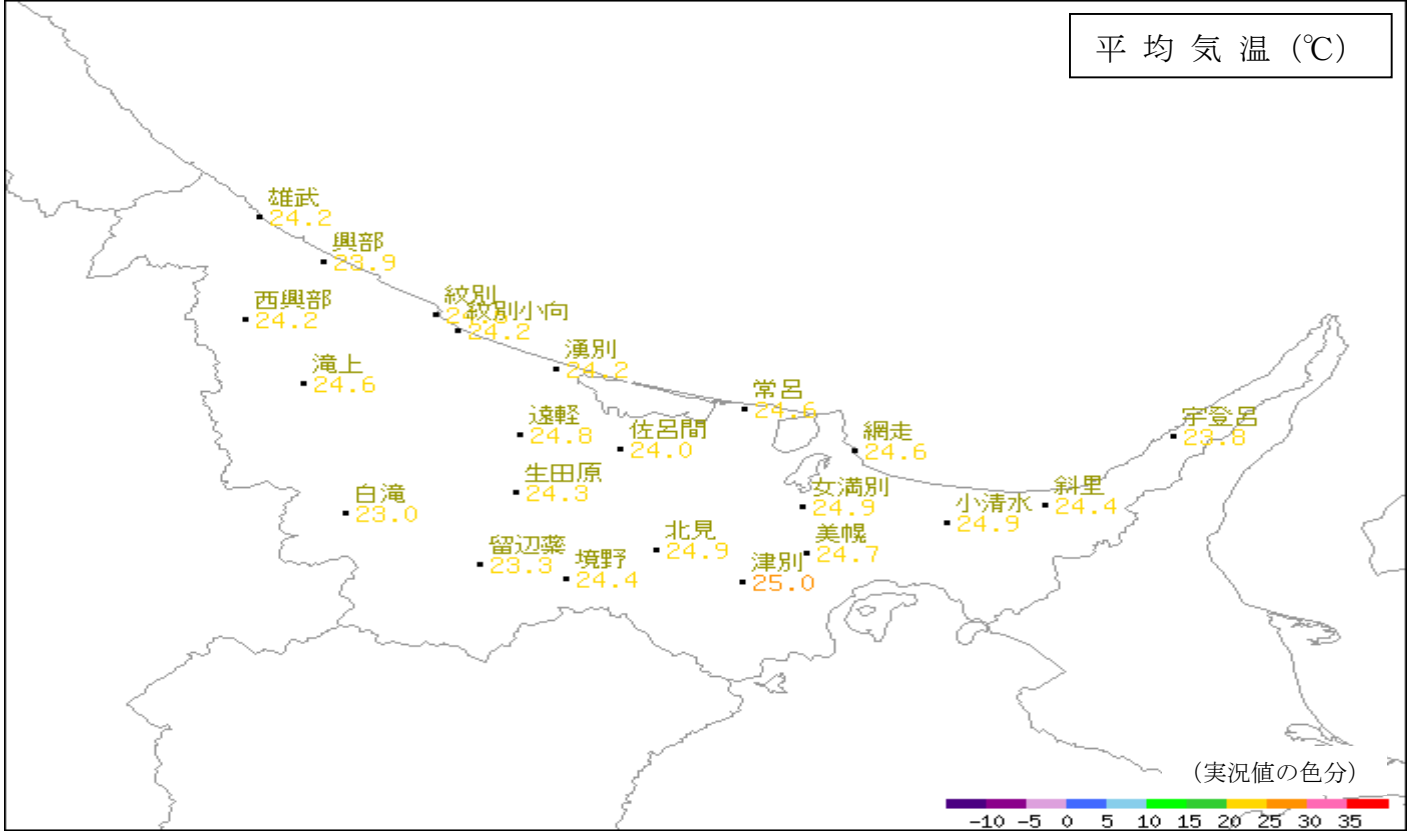 平均気温（℃）
雄武
24.2
興部
23.9
西興部
24.2
紋別
紋別小向
24.2
湧別
24.2
滝上
24.6
常呂
24.6
遠軽
24.8
佐呂間
24.0
網走
24.6
宇登呂
23.8
生田原
24.3
白滝
23.0
女満別
24.9
小清水
24.9
斜里
24.4
北見
24.9
美幌
24.7
留辺蘂
23.3
境野
24.4
津別
25.0
（実況値の色分）
-10 -5 0 5 10 15 20 25 30 35